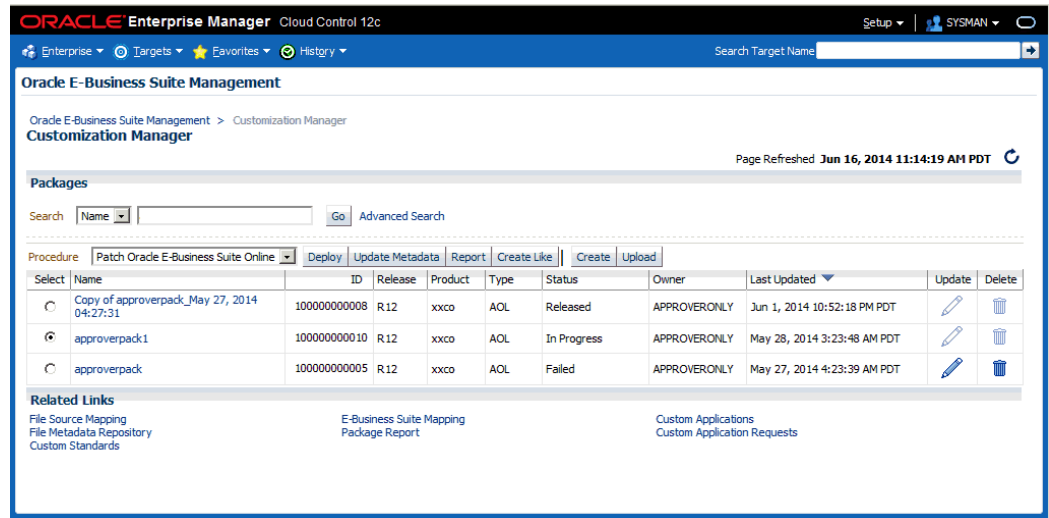 ORACLE Enterprise Manager Cloud Control 12c Setup SYSMAN
Enterprise Targets Favorites History Search Target Name
Oracle E-Business Suite Management
Oracle E-Business Suite Management > Customization Manager
Customization Manager
Page Refreshed Jun 16, 2014 11:14:19 AM PDT
Packages
Search Name Go Advanced Search
Procedure Patch Oracle E-Business Suite Online Deploy Update Metadata Report Create Like Create Upload
Select Name ID Release Product Type Status Owner Last Updated Update Delete
Copy of approverpack_May 27, 2014
04:27:31 100000000008 R12 xxco AOL Released APPROVERONLY Jun 1, 2014 10:52:18 PM PDT
approverpack1 100000000010 R12 xxco AOL In Progress APPROVERONLY May 28, 2014 3:23:48 AM PDT
approverpack 100000000005 R12 xxco AOL Failed APPROVERONLY May 27, 2014 4:23:39 AM PDT
Related Links
File Source Mapping E-Business Suite Mapping Custom Applications
File Metadata Repository Package Report Custom Application Requests
Custom Standards